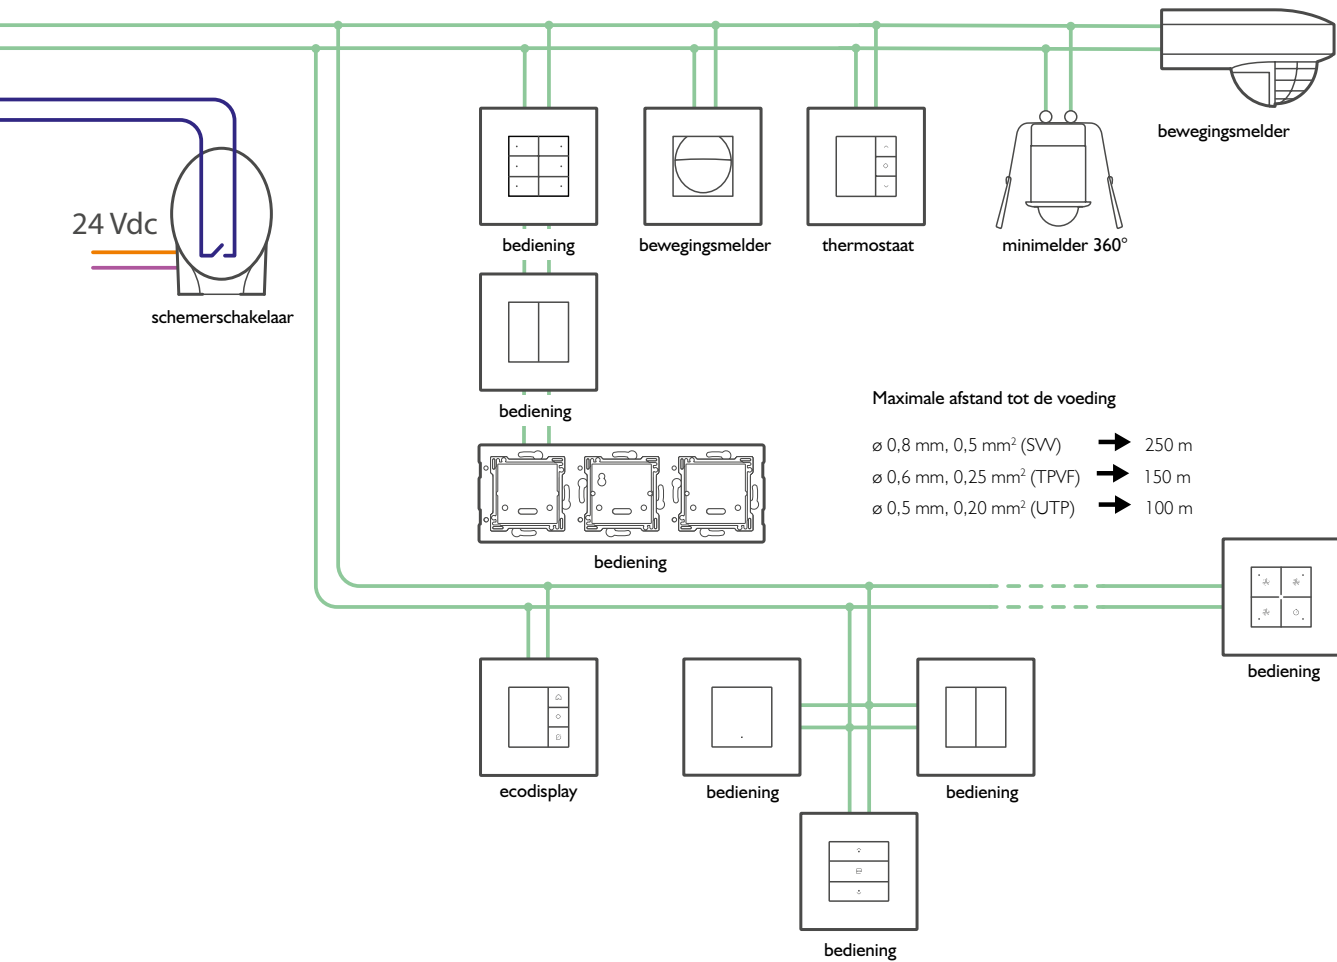 bewegingsmelder
24 Vdc
schemerschakelaar
bediening
bewegingsmelder
thermostaat
minimelder 360°
bediening
Maximale afstand tot de voeding
ø 0,8 mm, 0,5 mm² (SVV) 250 m
ø 0,6 mm, 0,25 mm² (TPVF) 150 m
ø 0,5 mm, 0,20 mm² (UTP) 100 m
bediening
bediening
ecodisplay
bediening
bediening
bediening